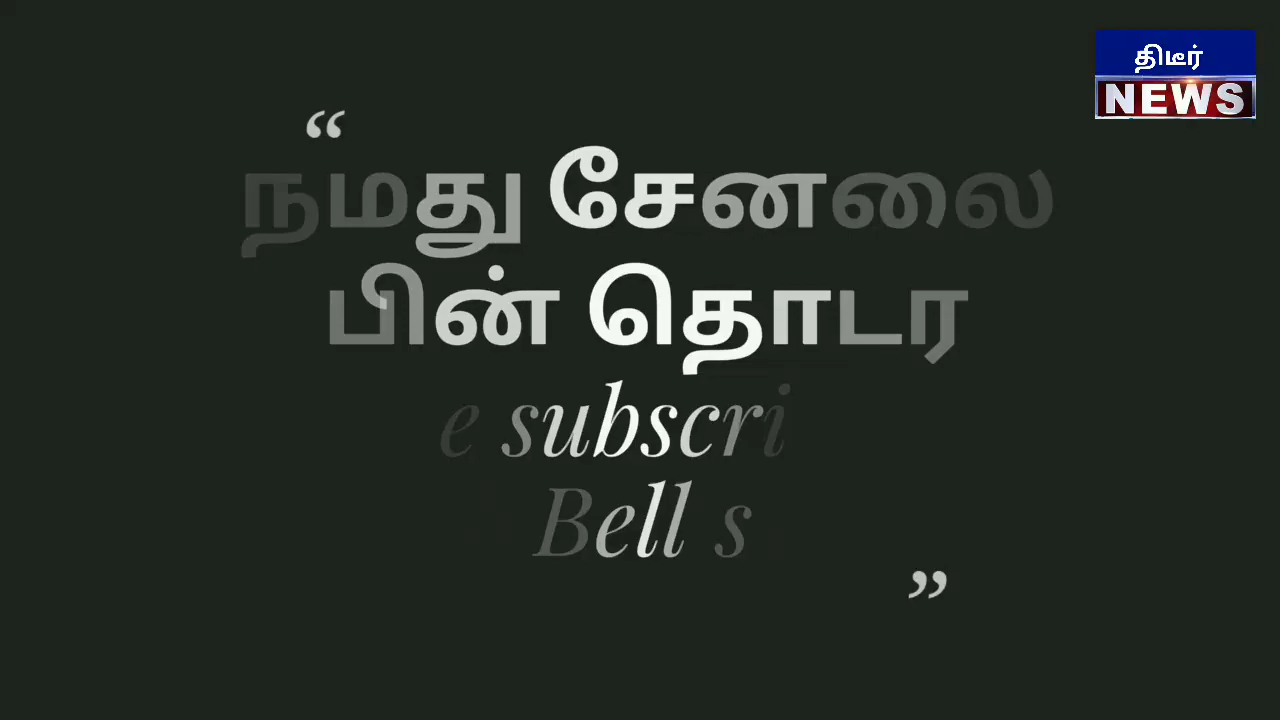 திடீர்
NEWS
“
நமது சேனலை
பின் தொடர
e subscri
Bell s
”